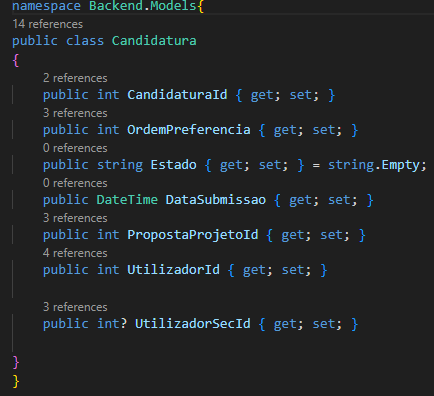 namespace Backend.Models{
14 references
public class Candidatura
{
2 references
public int CandidaturaId { get; set; }
3 references
public int OrdemPreferencia { get; set; }
0 references
public string Estado { get; set; } = string.Empty;
0 references
public DateTime DataSubmissao { get; set; }
3 references
public int PropostaProjetoId { get; set; }
4 references
public int UtilizadorId { get; set; }
3 references
public int? UtilizadorSecId { get; set; }
}
}